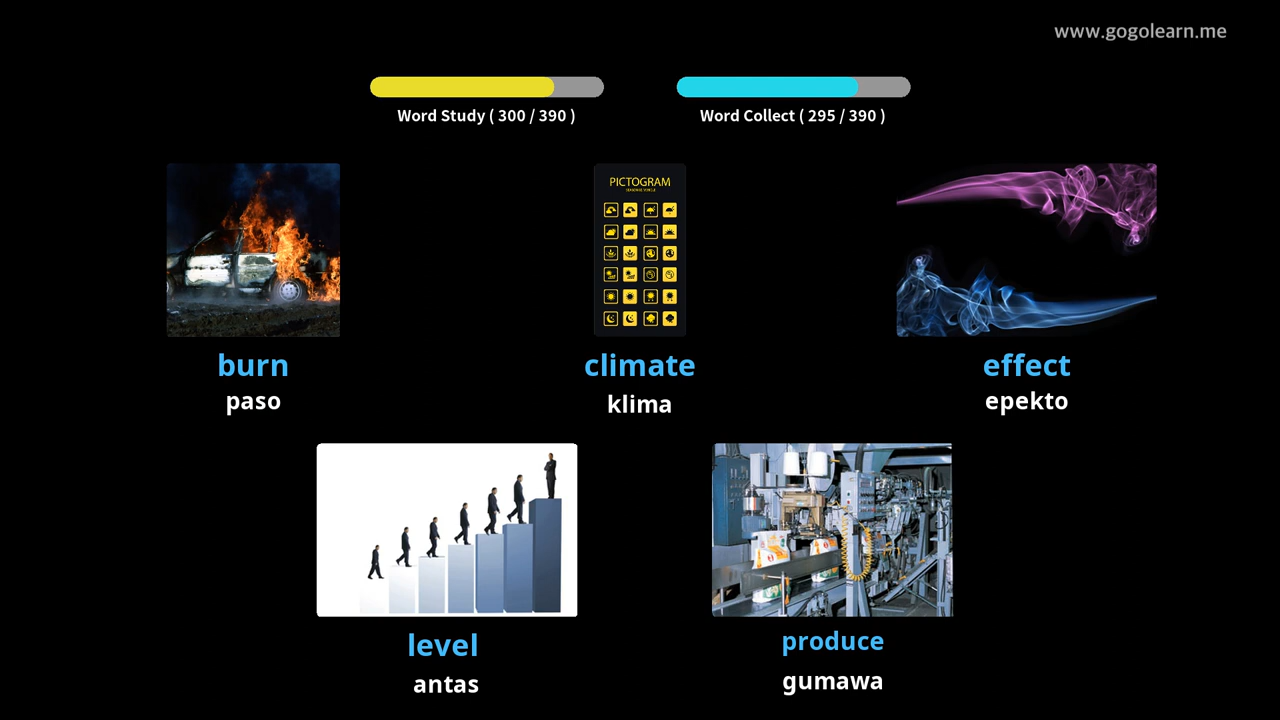 www.gogolearn.me
Word Study ( 300 / 390 )
Word Collect ( 295 / 390 )
PICTOGRAM
burn
paso
climate
klima
effect
epekto
level
antas
produce
gumawa